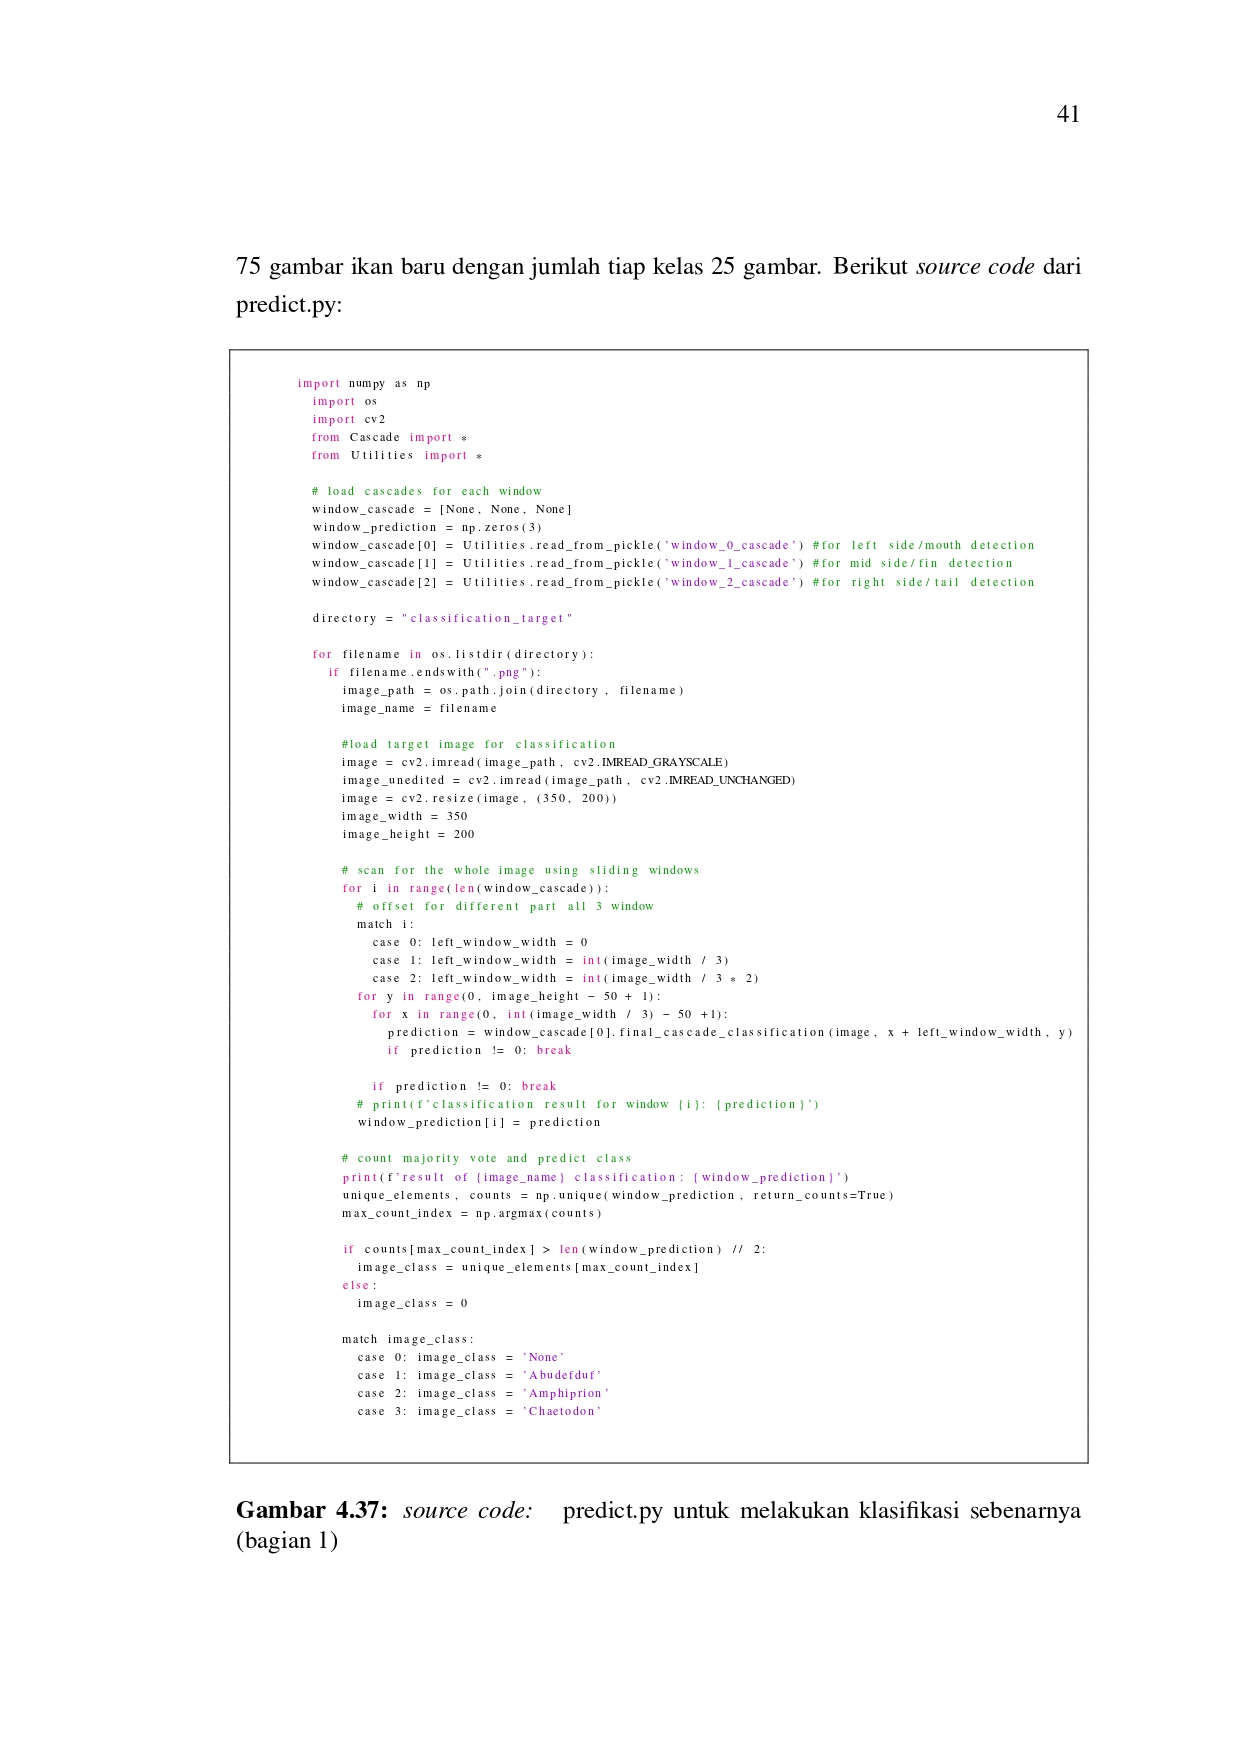 41
75 gambar ikan baru dengan jumlah tiap kelas 25 gambar. Berikut source code dari
predict.py:
import numpy as np
import os
import cv2
from Cascade import *
from Utilities import *
# load cascades for each window
window_cascade = [None, None, None]
window_prediction = np.zeros(3)
window_cascade[0] = Utilities.read_from_pickle('window_0_cascade') #for left side/mouth detection
window_cascade[1] = Utilities.read_from_pickle('window_1_cascade') #for mid side/fin detection
window_cascade[2] = Utilities.read_from_pickle('window_2_cascade') #for right side/tail detection
directory = "classification_target"
for filename in os.listdir(directory):
if filename.endswith(".png"):
image_path = os.path.join(directory, filename)
image_name = filename
#load target image for classification
image = cv2.imread(image_path, cv2.IMREAD_GRAYSCALE)
image_unedited = cv2.imread(image_path, cv2.IMREAD_UNCHANGED)
image = cv2.resize(image, (350, 200))
image_width = 350
image_height = 200
# scan for the whole image using sliding windows
for i in range(len(window_cascade)):
# offset for different part all 3 window
match i:
case 0: left_window_width = 0
case 1: left_window_width = int(image_width / 3)
case 2: left_window_width = int(image_width / 3 * 2)
for y in range(0, image_height - 50 + 1):
for x in range(0, int(image_width / 3) - 50 +1):
prediction = window_cascade[0].final_cascade_classification(image, x + left_window_width, y)
if prediction != 0: break
if prediction != 0: break
# print(f'classification result for window {i}: {prediction}')
window_prediction[i] = prediction
# count majority vote and predict class
print(f'result of {image_name} classification: {window_prediction}')
unique_elements, counts = np.unique(window_prediction, return_counts=True)
max_count_index = np.argmax(counts)
if counts[max_count_index] > len(window_prediction) // 2:
image_class = unique_elements[max_count_index]
else:
image_class = 0
match image_class:
case 0: image_class = 'None'
case 1: image_class = 'Abudefduf'
case 2: image_class = 'Amphiprion'
case 3: image_class = 'Chaetodon'
Gambar 4.37: source code: predict.py untuk melakukan klasifikasi sebenarnya
(bagian 1)